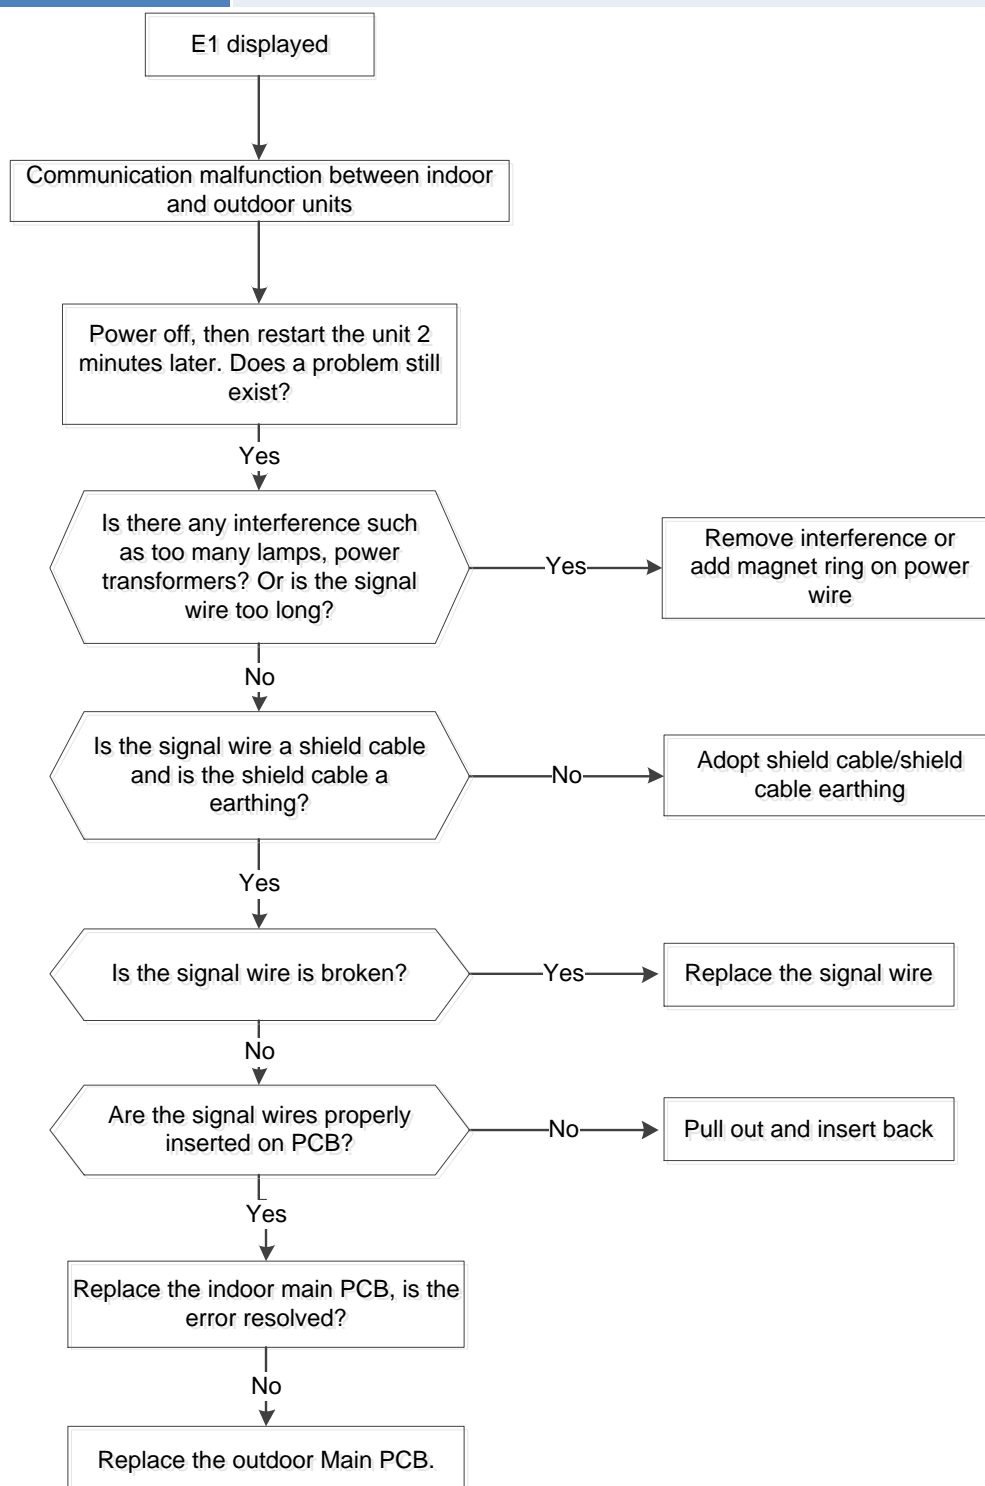 E1 displayed
Communication malfunction between indoor
and outdoor units
Power off, then restart the unit 2
minutes later. Does a problem still
exist?
Yes
Is there any interference such
as too many lamps, power
transformers? Or is the signal
wire too long?
Yes
Remove interference or
add magnet ring on power
wire
No
Is the signal wire a shield cable
and is the shield cable a
earthing?
No
Adopt shield cable/shield
cable earthing
Yes
Is the signal wire is broken?
Yes
Replace the signal wire
No
Are the signal wires properly
inserted on PCB?
No
Pull out and insert back
Yes
Replace the indoor main PCB, is the
error resolved?
No
Replace the outdoor Main PCB.